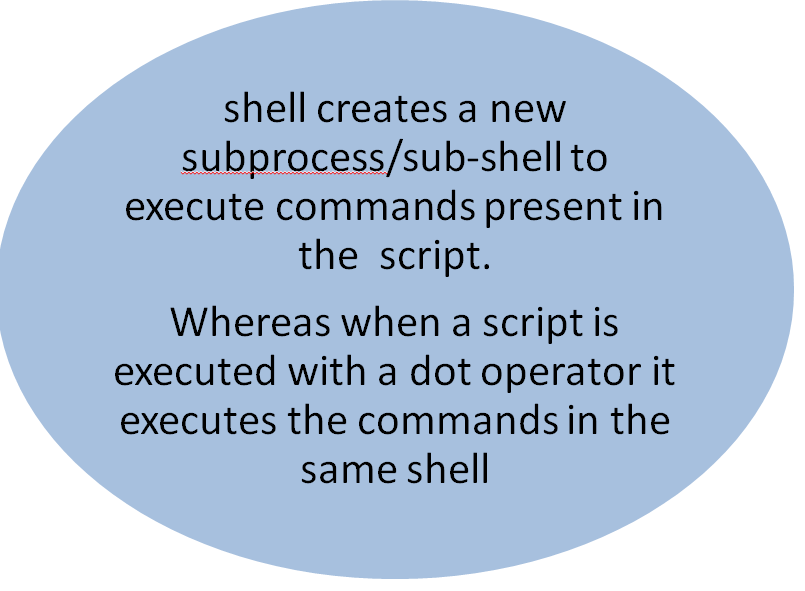 shell creates a new
subprocess/sub-shell to
execute commands present in
the  script.
Whereas when a script is
executed with a dot operator it
executes the commands in the
same shell